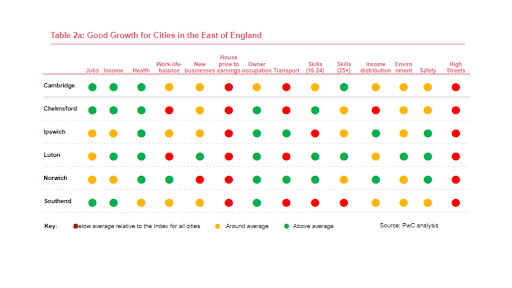 Table 2a: Good Growth for Cities in the East of England
Jobs Income Health Work-life-balance New businesses House price to earnings Owner occupation Transport Skills (16-24) Skills (25+) Income distribution Enviro nment Safety High Streets
Cambridge
Chelmsford
Ipswich
Luton
Norwich
Southend
Key: Below average relative to the Index for all cities Around average Above average Source: PwC analysis